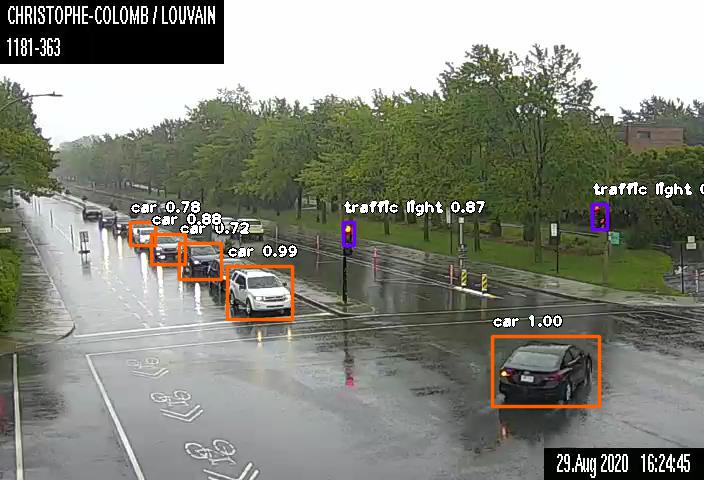 CHRISTOPHE-COLOMB / LOUVAIN
1181-363
car 0.78
car 0.88
car 0.72
car 0.99
traffic light 0.87
traffic light
car 1.00
29.Aug 2020 16:24:45